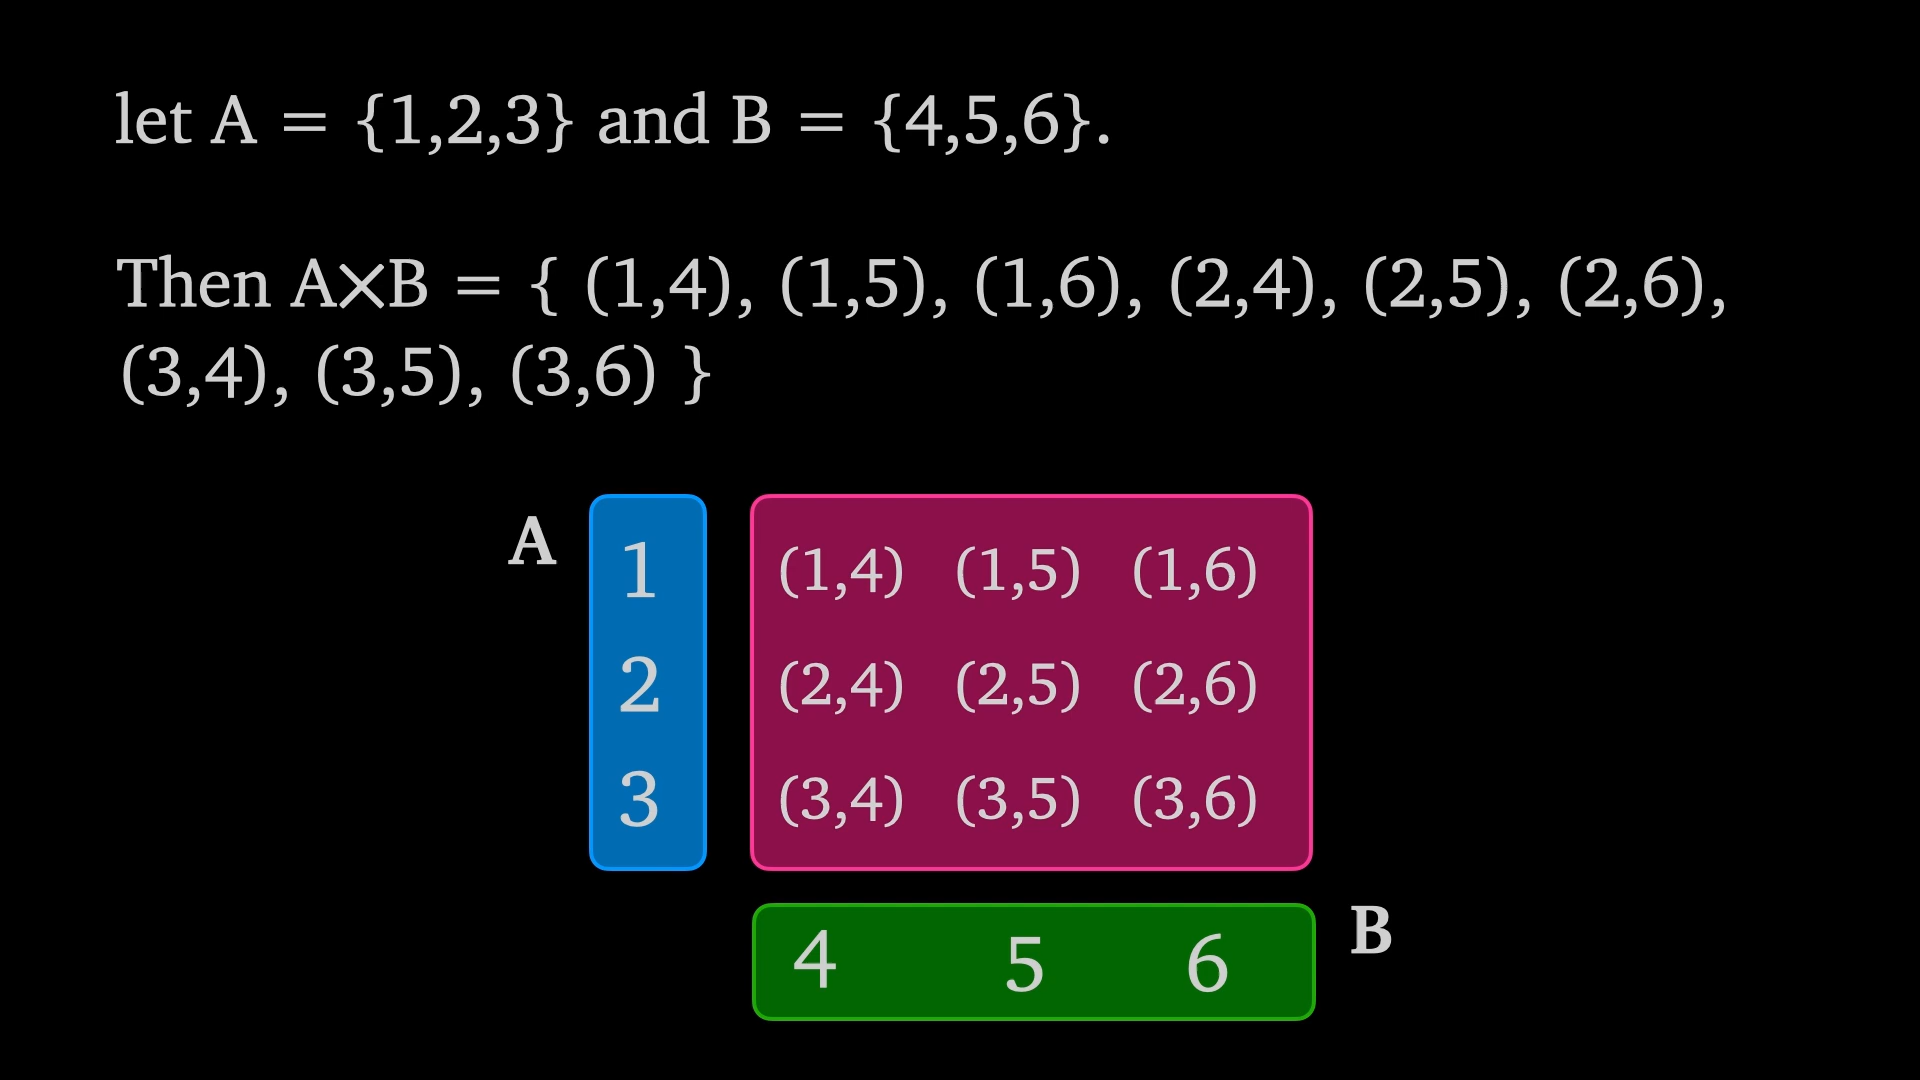 let A = {1,2,3} and B = {4,5,6}.
Then A×B = { (1,4), (1,5), (1,6), (2,4), (2,5), (2,6),
(3,4), (3,5), (3,6) }
A
1 (1,4) (1,5) (1,6)
2 (2,4) (2,5) (2,6)
3 (3,4) (3,5) (3,6)
4 5 6
B